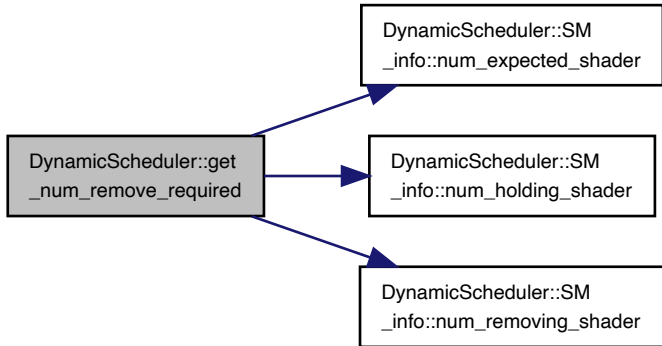 DynamicScheduler::SM
_info::num_expected_shader
DynamicScheduler::get
_num_remove_required
DynamicScheduler::SM
_info::num_holding_shader
DynamicScheduler::SM
_info::num_removing_shader